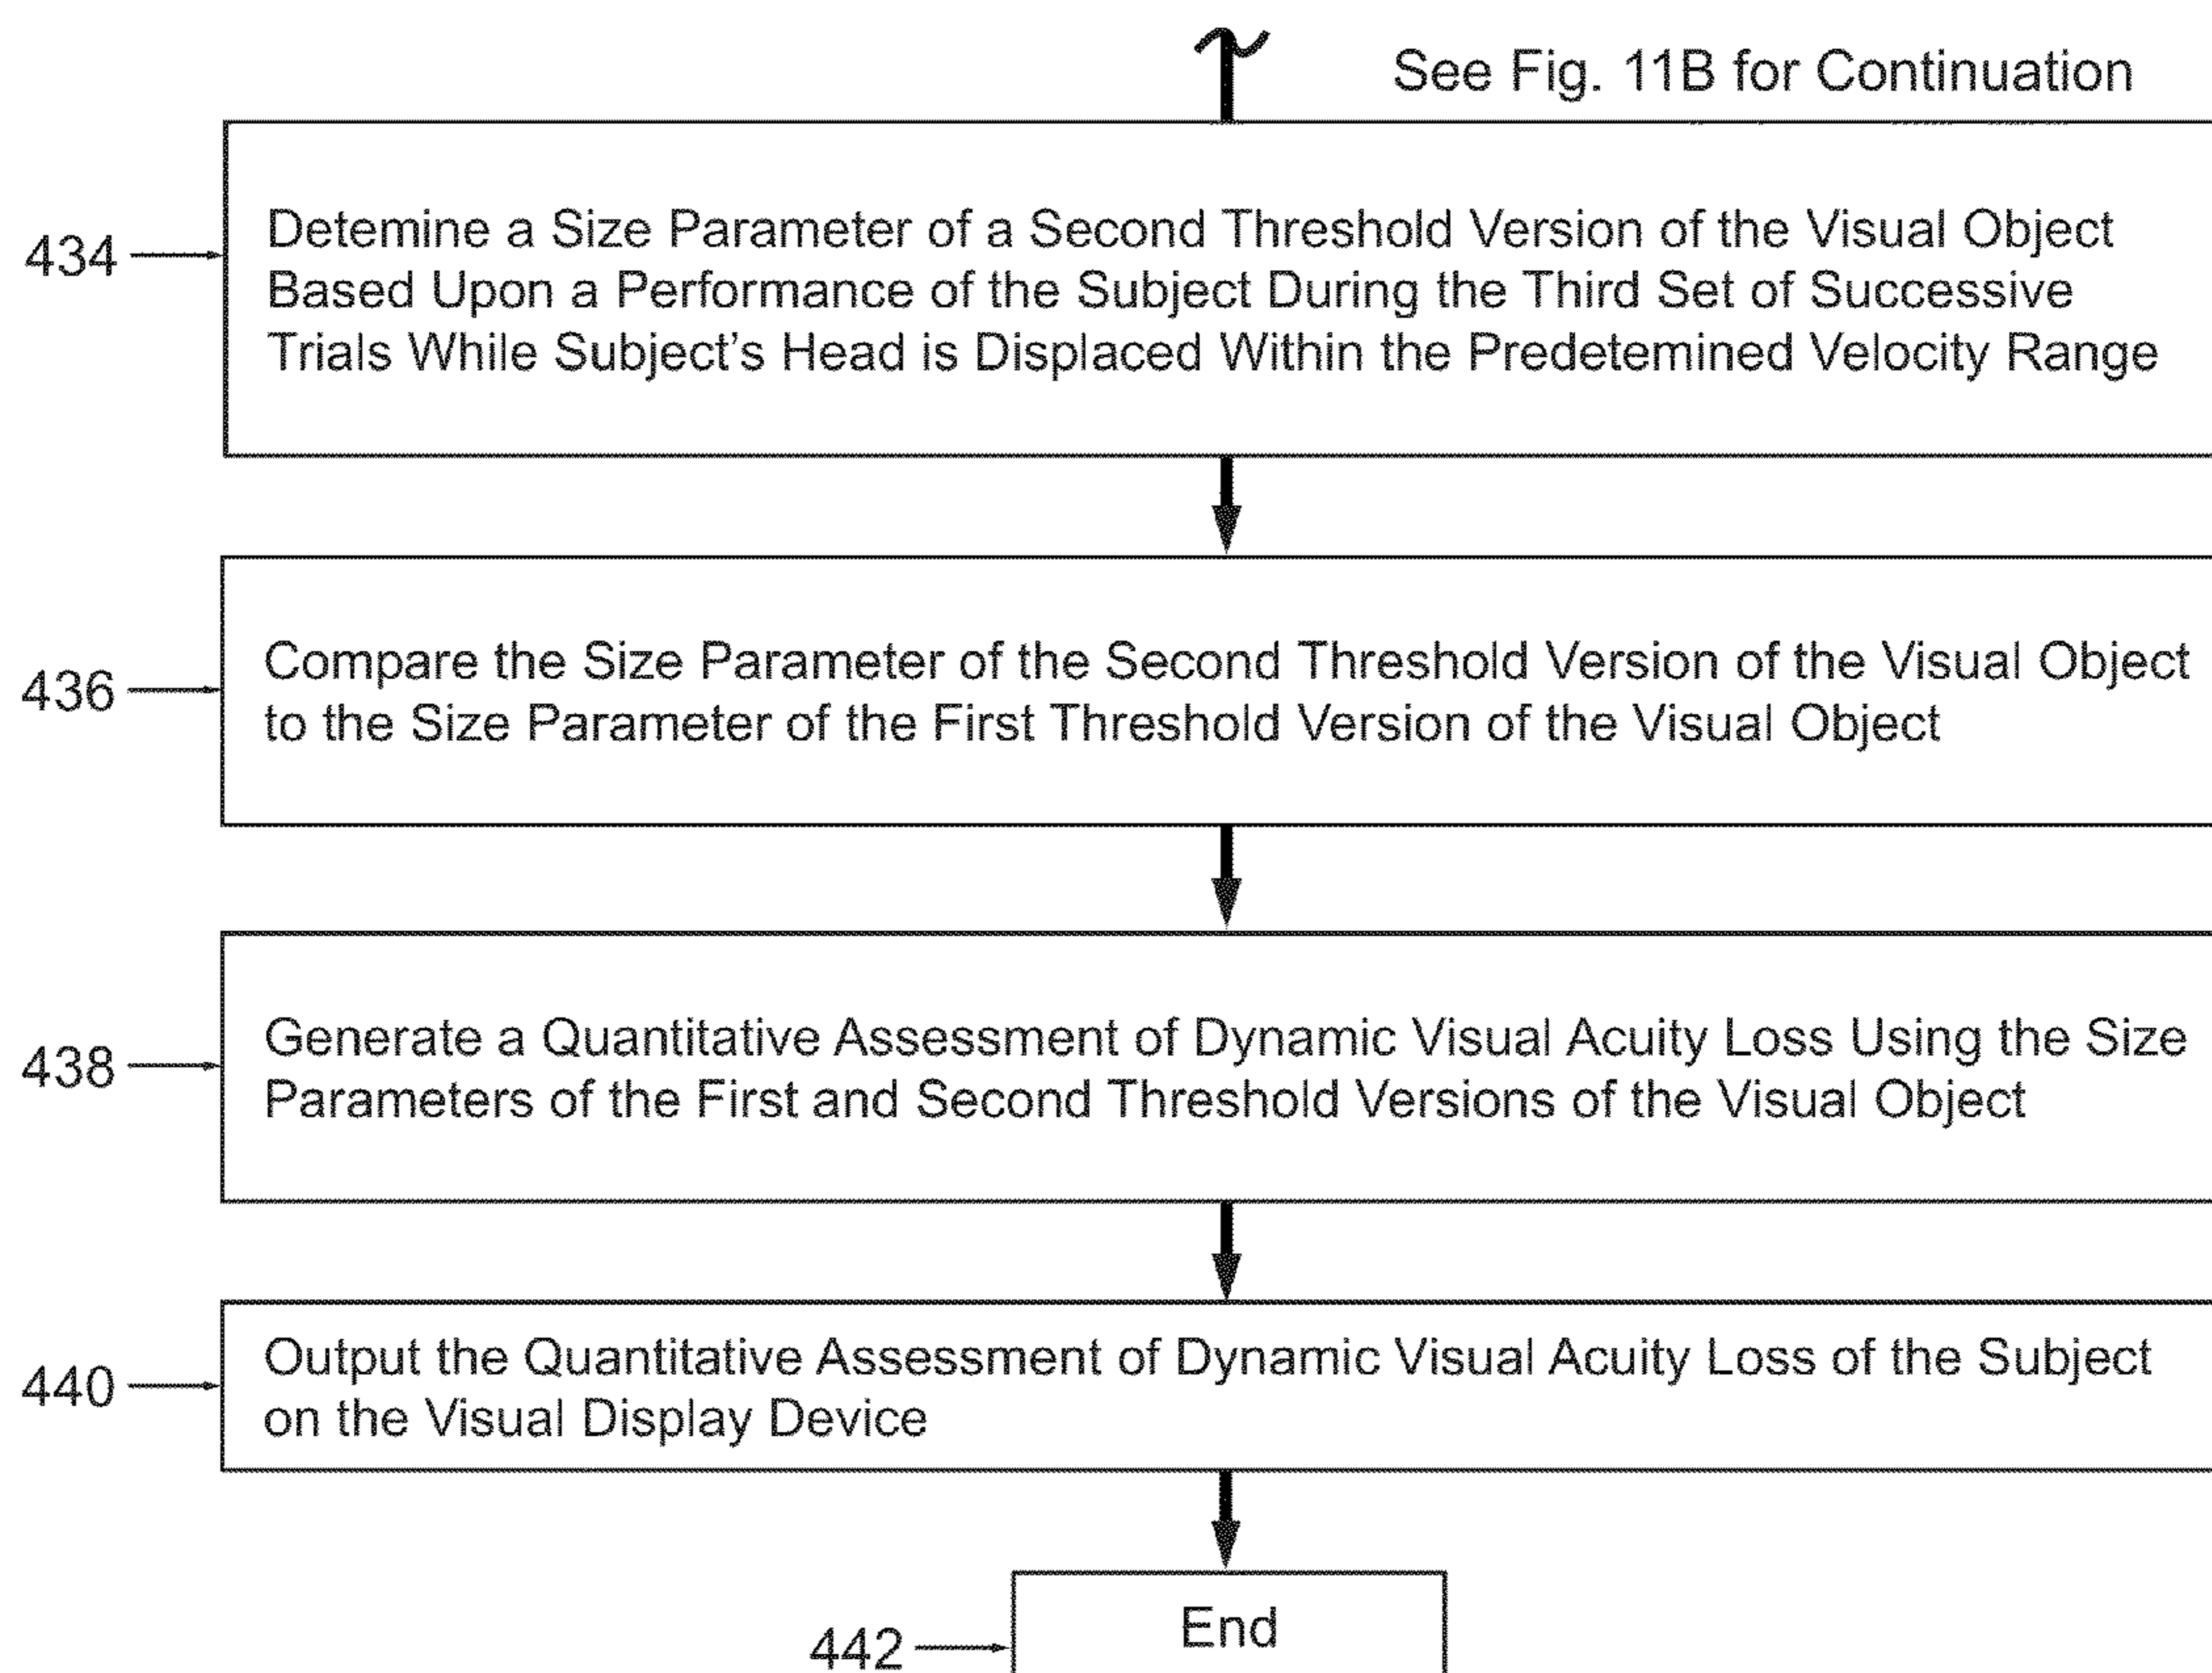 See Fig. 11B for Continuation
434
Detemine a Size Parameter of a Second Threshold Version of the Visual Object
Based Upon a Performance of the Subject During the Third Set of Successive
Trials While Subject's Head is Displaced Within the Predetemined Velocity Range
436
Compare the Size Parameter of the Second Threshold Version of the Visual Object
to the Size Parameter of the First Threshold Version of the Visual Object
438
Generate a Quantitative Assessment of Dynamic Visual Acuity Loss Using the Size
Parameters of the First and Second Threshold Versions of the Visual Object
440
Output the Quantitative Assessment of Dynamic Visual Acuity Loss of the Subject
on the Visual Display Device
442
End